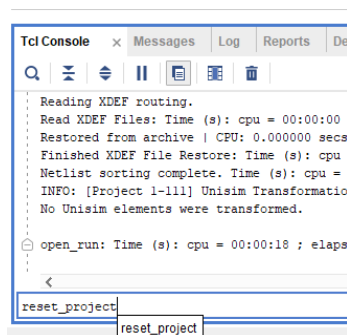 Tcl Console × Messages Log Reports De
Reading XDEF routing.
Read XDEF Files: Time (s): cpu = 00:00:00
Restored from archive | CPU: 0.000000 secs
Finished XDEF File Restore: Time (s): cpu
Netlist sorting complete. Time (s): cpu =
INFO: [Project 1-111] Unisim Transformatio
No Unisim elements were transformed.
open_run: Time (s): cpu = 00:00:18 ; elaps
reset_project
reset_project